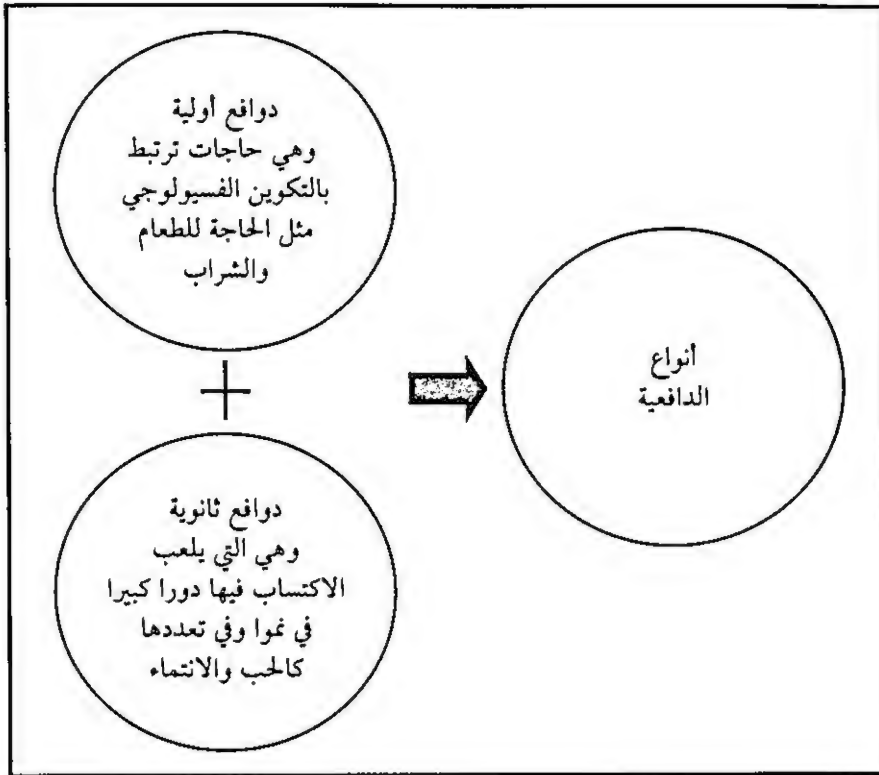 دوافع أولية
وهي حاجات ترتبط
بالتكوين الفسيولوجي
مثل الحاجة للطعام
والشراب
+
دوافع ثانوية
وهي التي يلعب
الاكتساب فيها دورا كبيرا
في نموا وفي تعددها
كالحب والانتماء
أنواع
الدافعية